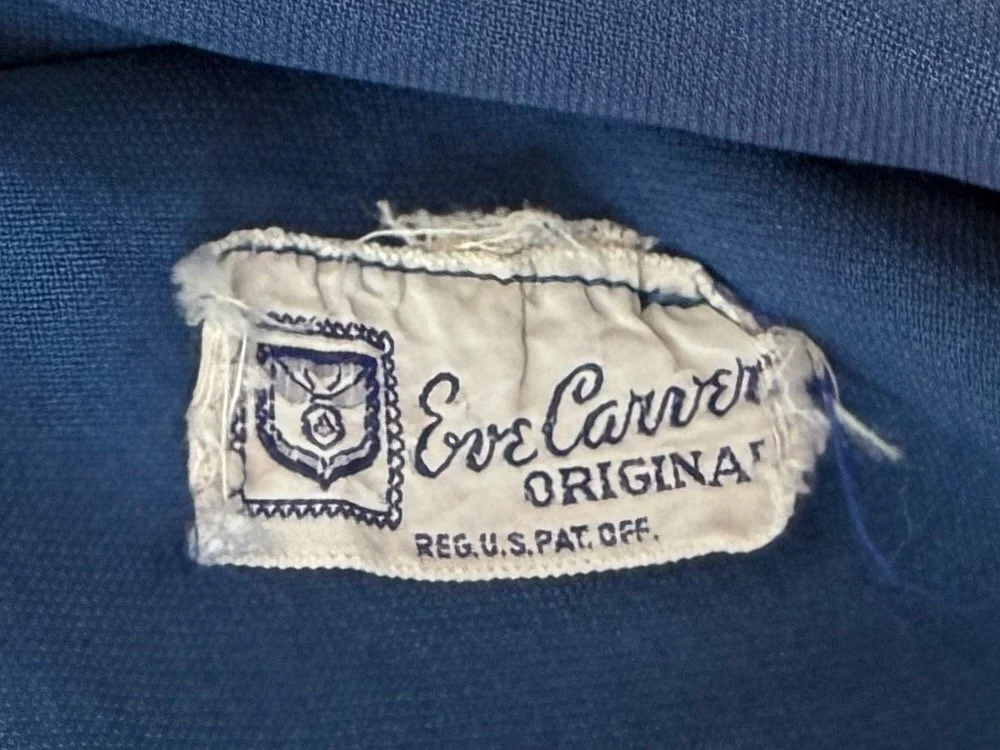 Eve Carver
ORIGINAL
REG. U.S. PAT. OFF.